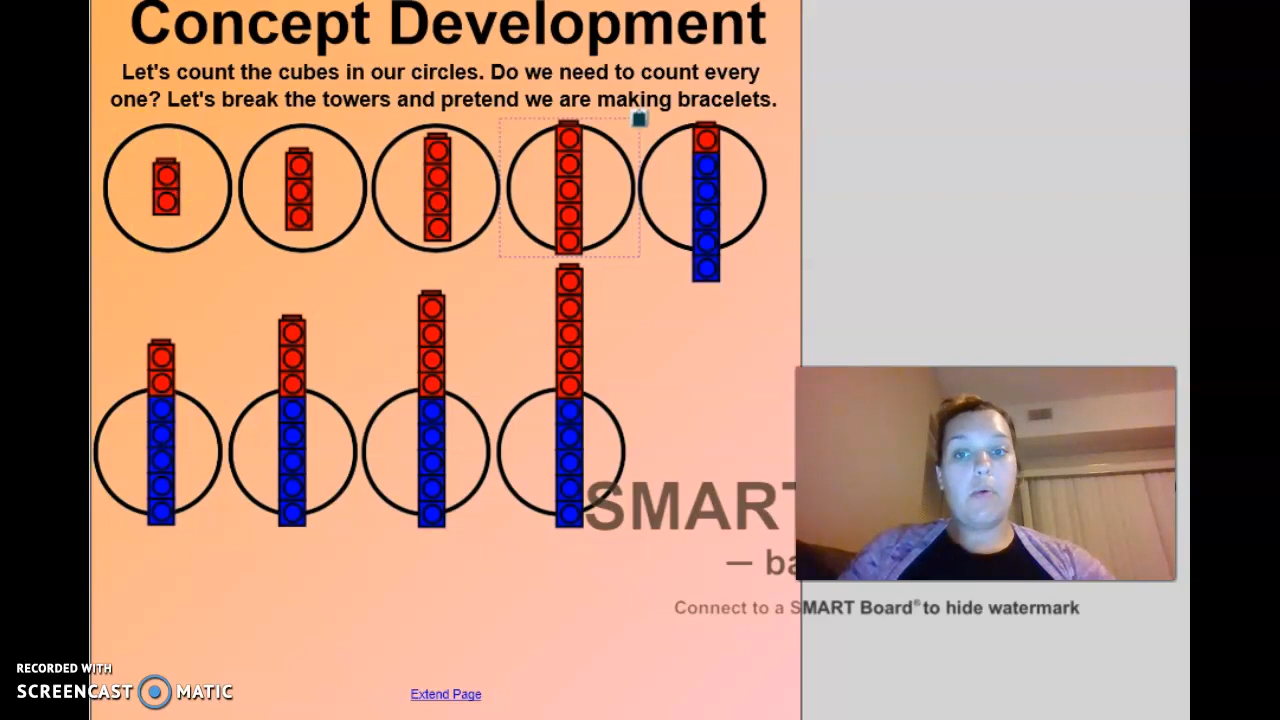 Concept Development
Let's count the cubes in our circles. Do we need to count every
one? Let's break the towers and pretend we are making bracelets.
SMART
— ba
Connect to a SMART Board® to hide watermark
RECORDED WITH
SCREENCAST MATIC
Extend Page